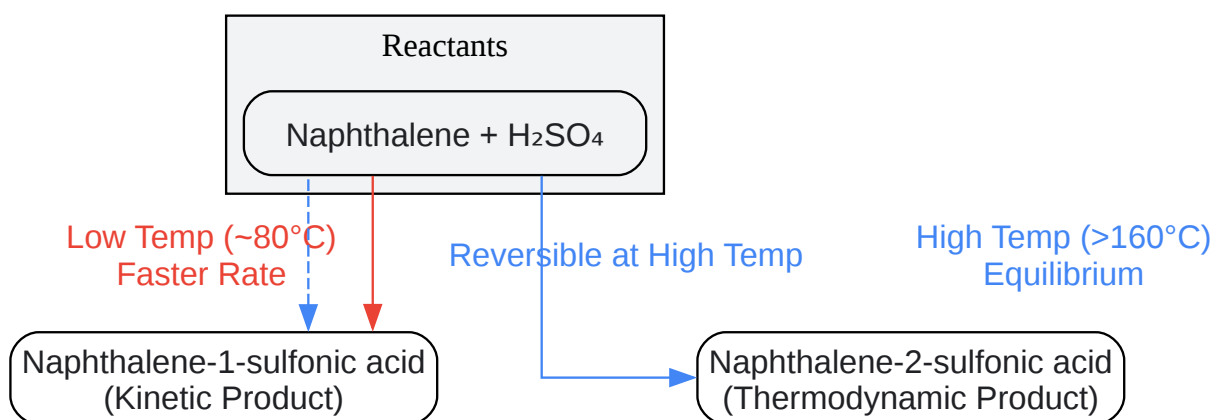 Reactants
Naphthalene + H₂SO₄
Low Temp (~80°C)
Faster Rate
Reversible at High Temp
High Temp (>160°C)
Equilibrium
Naphthalene-1-sulfonic acid
(Kinetic Product)
Naphthalene-2-sulfonic acid
(Thermodynamic Product)